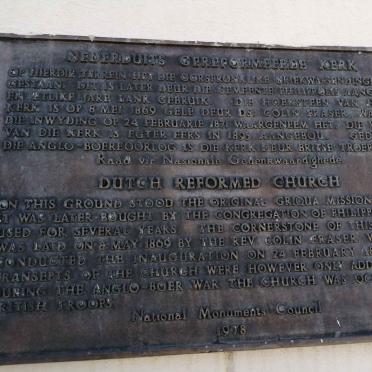 NEDERDUITS GEREFORMEERDE KERK
OP HIERDIE TERREIN HET DIE OORSPRONKLIKE GRIEKWA-SENDING
GESTAAN. DIT IS LATER DEUR DIE GEMEENTE PHILIPPOLIS
ETLIKE JARE LANK GEBRUIK. DIE HOEKSTEEN VAN
KERK IS OP 8 MEI 1869 GELÊ DEUR DS. COLIN FRASER WAT
DIE INWYDING OP 24 FEBRUARIE 1871 WAARGENEEM HET. DIE
VAN DIE KERK IS EGTER EERS IN AANGEBOU.
DIE ANGLO-BOEREOORLOG IS DIE KERK DEUR BRITSE TROEPE
Raad vir Nasionale Gedenkwaardighede
DUTCH REFORMED CHURCH
ON THIS GROUND STOOD THE ORIGINAL GRIQUA MISSION
IT WAS LATER BOUGHT BY THE CONGREGATION OF PHILIPP
USED FOR SEVERAL YEARS. THE CORNERSTONE OF THIS
WAS LAID ON 8 MAY 1869 BY THE REV. COLIN FRASER
CONDUCTED THE INAUGURATION ON 24 FEBRUARY 18
TRANSEPTS OF THE CHURCH WERE HOWEVER ONLY ADD
DURING THE ANGLO-BOER WAR THE CHURCH WAS OC
BRITISH TROOPS.
National Monuments Council
1978